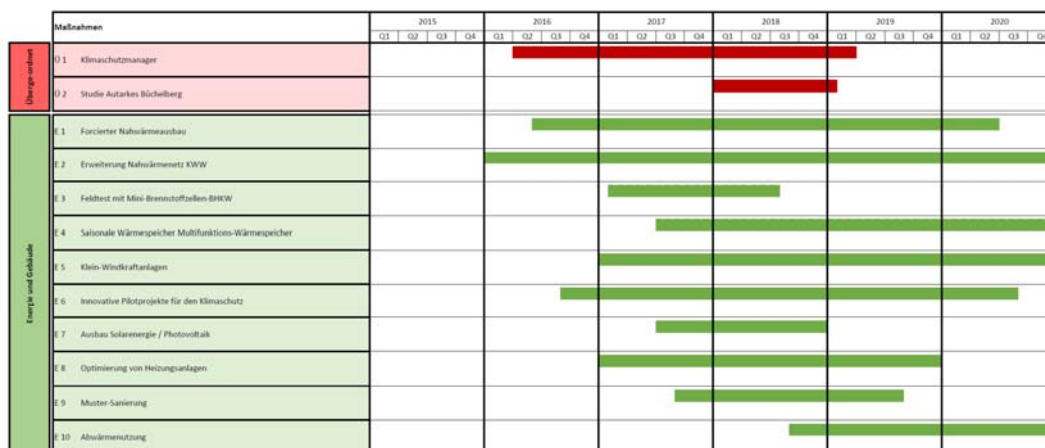 Maßnahmen
2015 2016 2017 2018 2019 2020
Q1 Q2 Q3 Q4 Q1 Q2 Q3 Q4 Q1 Q2 Q3 Q4 Q1 Q2 Q3 Q4 Q1 Q2 Q3 Q4 Q1 Q2 Q3
Überge-ordnet
Ü 1 Klimaschutzmanager
Ü 2 Studie Autarkes Büchelberg
Energie und Gebäude
E 1 Forcierter Nahwärmeausbau
E 2 Erweiterung Nahwärmenetz KWW
E 3 Feldtest mit Mini-Brennstoffzellen-BHKW
E 4 Saisonale Wärmespeicher Multifunktions-Wärmespeicher
E 5 Klein-Windkraftanlagen
E 6 Innovative Pilotprojekte für den Klimaschutz
E 7 Ausbau Solarenergie / Photovoltaik
E 8 Optimierung von Heizungsanlagen
E 9 Muster-Sanierung
E 10 Abwärmenutzung